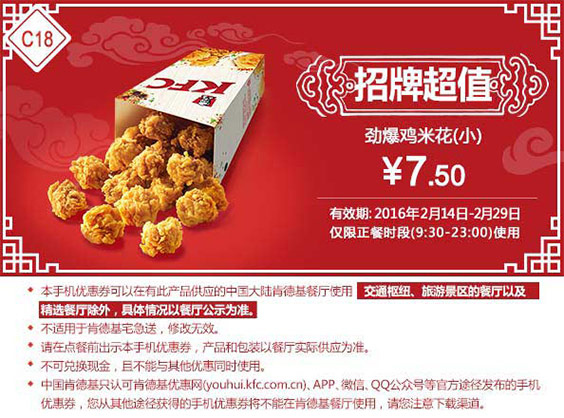 C18
KFC
招牌超值
劲爆鸡米花(小)
¥7.50
有效期: 2016年2月14日-2月29日
仅限正餐时段(9:30-23:00)使用
• 本手机优惠券可以在有此产品供应的中国大陆肯德基餐厅使用 交通枢纽、旅游景区的餐厅以及
精选餐厅除外,具体情况以餐厅公示为准。
• 不适用于肯德基宅急送，修改无效。
• 请在点餐前出示本手机优惠券，产品和包装以餐厅实际供应为准。
• 不可兑换现金，且不能与其他优惠同时使用。
• 中国肯德基只认可肯德基优惠网(youhui.kfc.com.cn)、APP、微信、QQ公众号等官方途径发布的手机
优惠券，您从其他途径获得的手机优惠券将不能在肯德基餐厅使用，请您注意下载渠道。